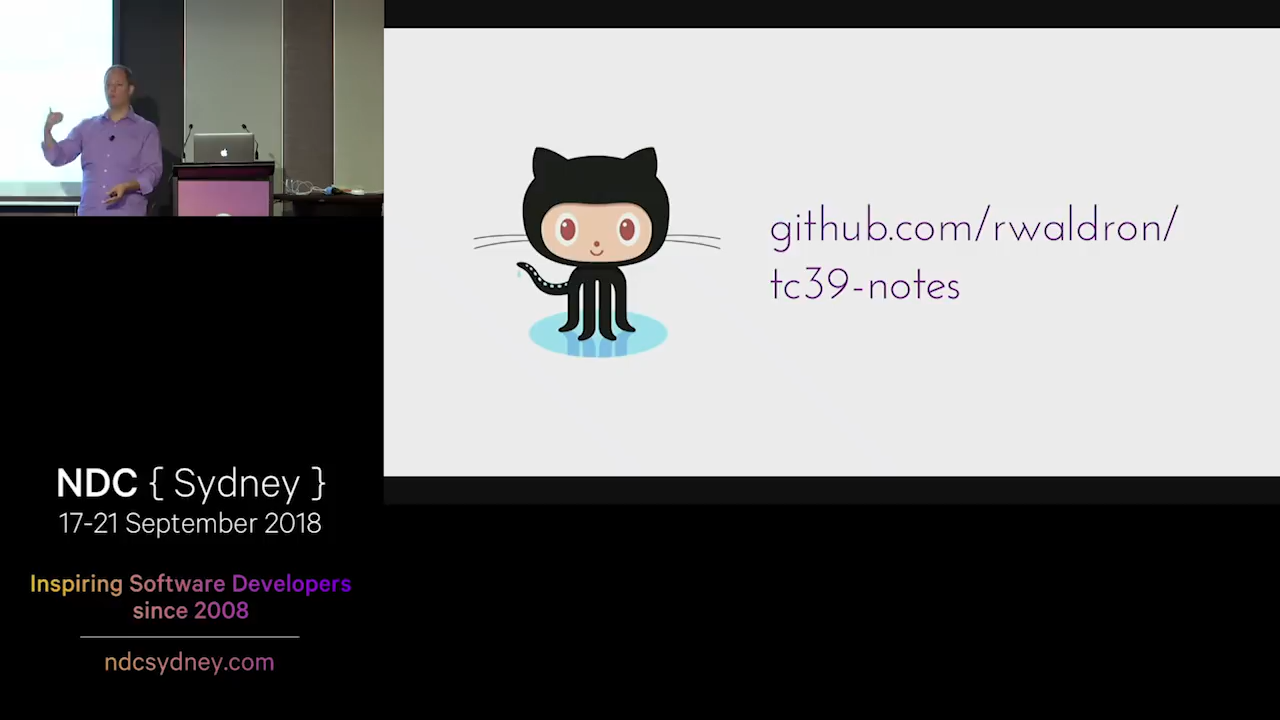 github.com/rwaldron/
tc39-notes
NDC { Sydney }
17-21 September 2018
Inspiring Software Developers
since 2008
ndcsydney.com